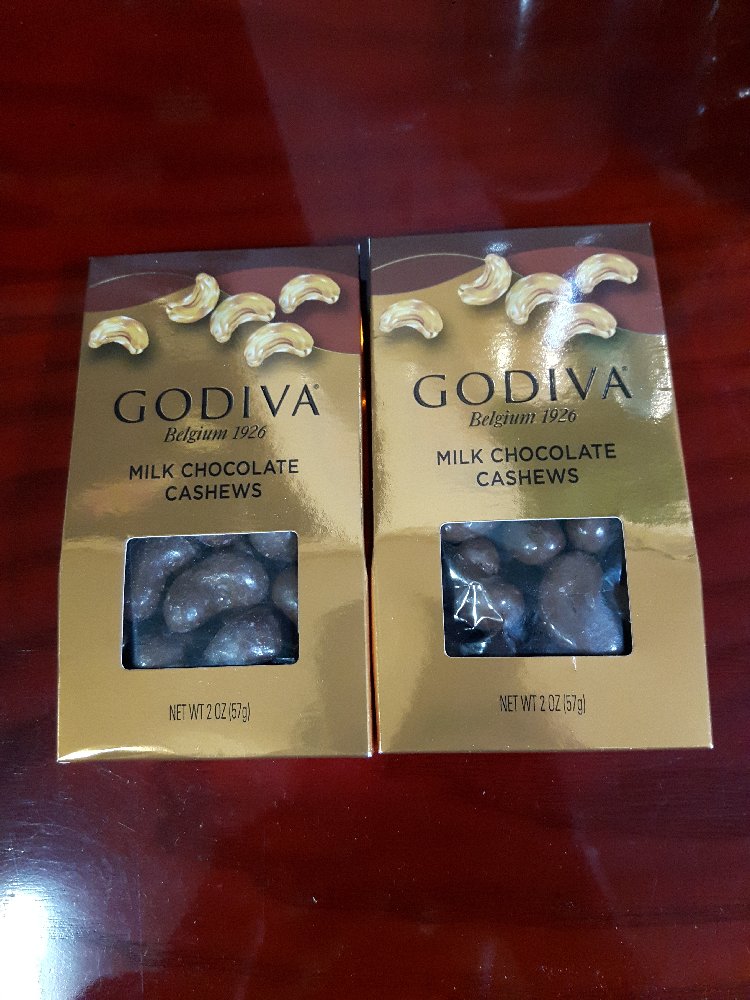 GODIVA
Belgium 1926
MILK CHOCOLATE
CASHEWS
NET WT 2 OZ (57g)
GODIVA
Belgium 1926
MILK CHOCOLATE
CASHEWS
NET WT 2 OZ (57g)